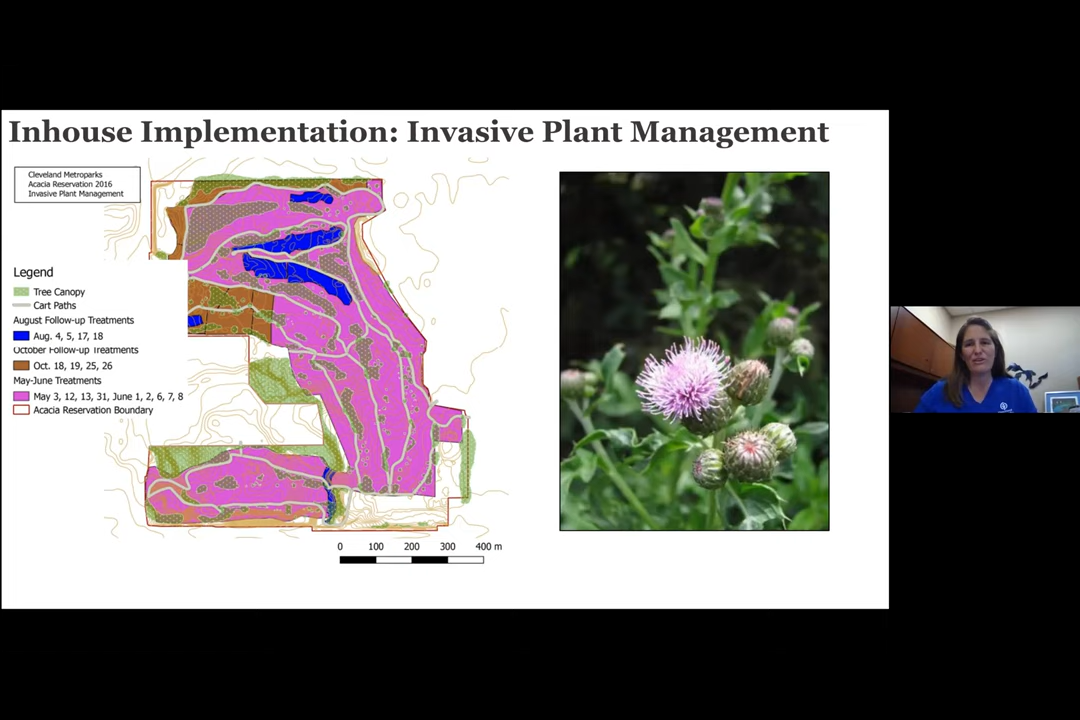 Inhouse Implementation: Invasive Plant Management
Cleveland Metroparks
Acacia Reservation 2016
Invasive Plant Management
Legend
Tree Canopy
Cart Paths
August Follow-up Treatments
Aug. 4, 5, 17, 18
October Follow-up Treatments
Oct. 18, 19, 25, 26
May-June Treatments
May 3, 12, 13, 31, June 1, 2, 6, 7, 8
Acacia Reservation Boundary
0 100 200 300 400 m